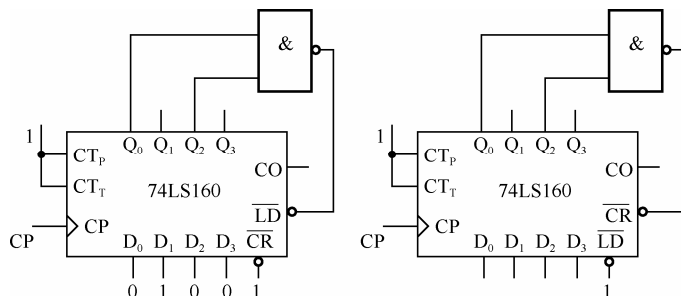 & &
1 Q0 Q1 Q2 Q3 1 Q0 Q1 Q2 Q3
CTP CO CTP CO
CTT 74LS160 CTT 74LS160
LD CR
CP CP CP CP
D0 D1 D2 D3 CR D0 D1 D2 D3 LD
0 1 0 0 1 1